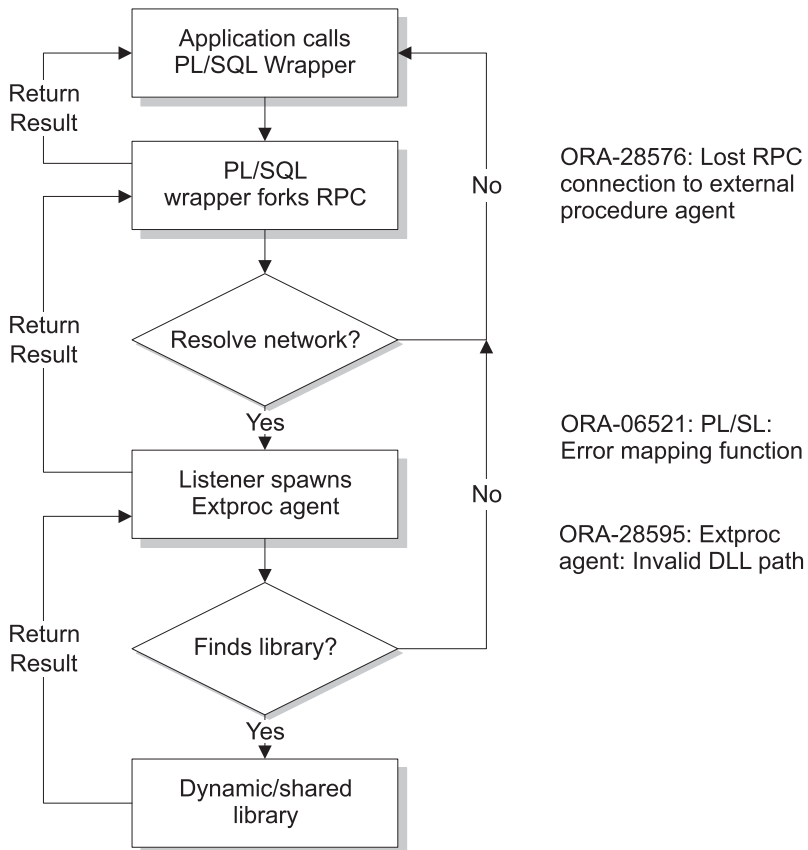 Application calls
PL/SQL Wrapper
Return
Result
PL/SQL
wrapper forks RPC
No
ORA-28576: Lost RPC
connection to external
procedure agent
Return
Result
Resolve network?
Yes
ORA-06521: PL/SL:
Error mapping function
Listener spawns
Extproc agent
No
ORA-28595: Extproc
agent: Invalid DLL path
Return
Result
Finds library?
Yes
Dynamic/shared
library